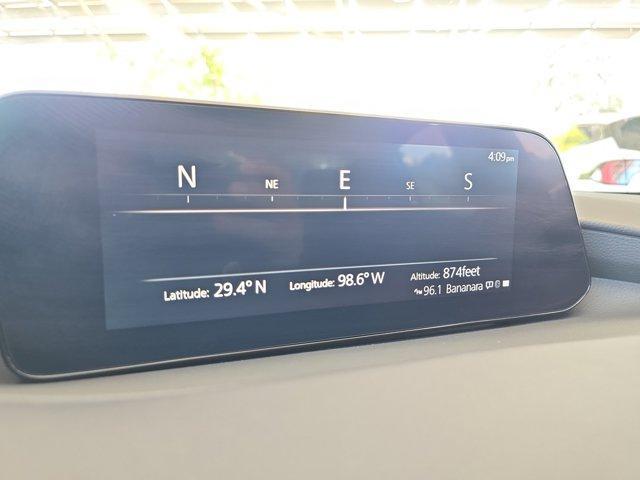 4:09pm
N NE E SE S
Latitude: 29.4° N Longitude: 98.6° W Altitude: 874feet
96.1 Bananara